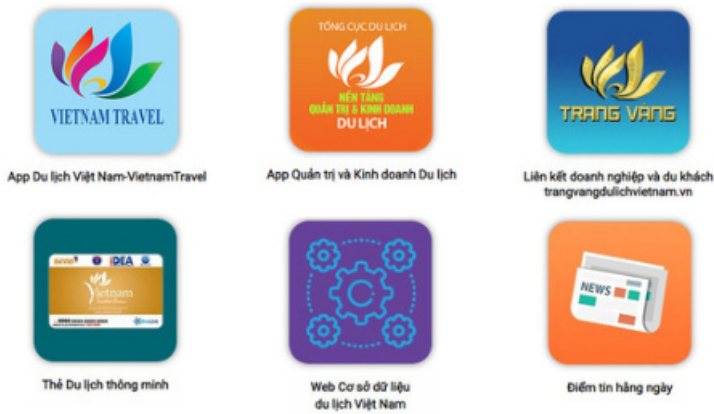 VIETNAM TRAVEL
TỔNG CỤC DU LỊCH
NỀN TẢNG
QUẢN TRỊ & KINH DOANH
DU LỊCH
TRANG VÀNG
App Du lịch Việt Nam-VietnamTravel
App Quản trị và Kinh doanh Du lịch
Liên kết doanh nghiệp và du khách
trangvangdulichvietnam.vn
iDEA
Vietnam
NEWS
Thẻ Du lịch thông minh
Web Cơ sở dữ liệu
du lịch Việt Nam
Điểm tin hằng ngày